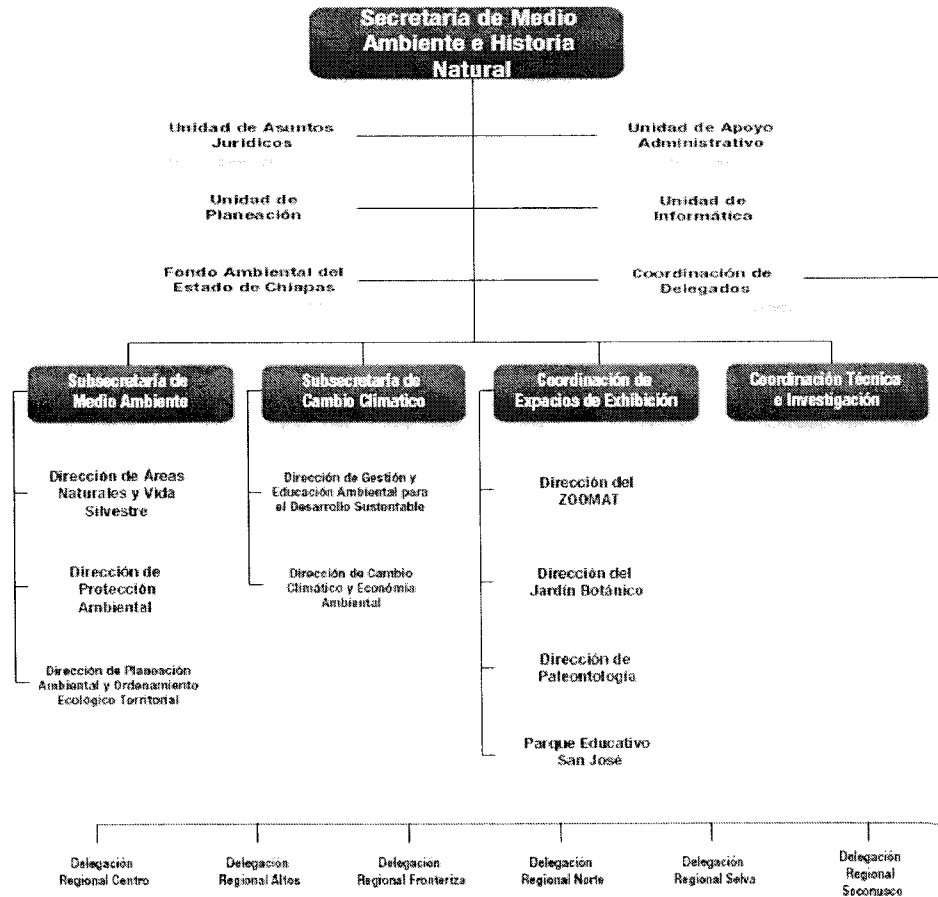 Secretaría de Medio
Ambiente e Historia
Natural
Unidad de Asuntos
Jurídicos
Unidad de Apoyo
Administrativo
Unidad de
Planeación
Unidad de
Informática
Fondo Ambiental del
Estado de Chiapas
Coordinación de
Delegados
Subsecretaría de
Medio Ambiente
Subsecretaría de
Cambio Climatico
Coordinación de
Expacios de Exhibición
Coordinación Técnica
e Investigación
Dirección de Áreas
Naturales y Vida
Silvestre
Dirección de
Protección
Ambiental
Dirección de Planeación
Ambiental y Ordenamiento
Ecológico Territorial
Dirección de Gestión y
Educación Ambiental para
el Desarrollo Sustentable
Dirección de Cambio
Climático y Economía
Ambiental
Dirección del
ZOOMAT
Dirección del
Jardín Botánico
Dirección de
Paleontología
Parque Educativo
San José
Delegación
Regional Centro
Delegación
Regional Altos
Delegación
Regional Fronteriza
Delegación
Regional Norte
Delegación
Regional Selva
Delegación
Regional
Soconusco